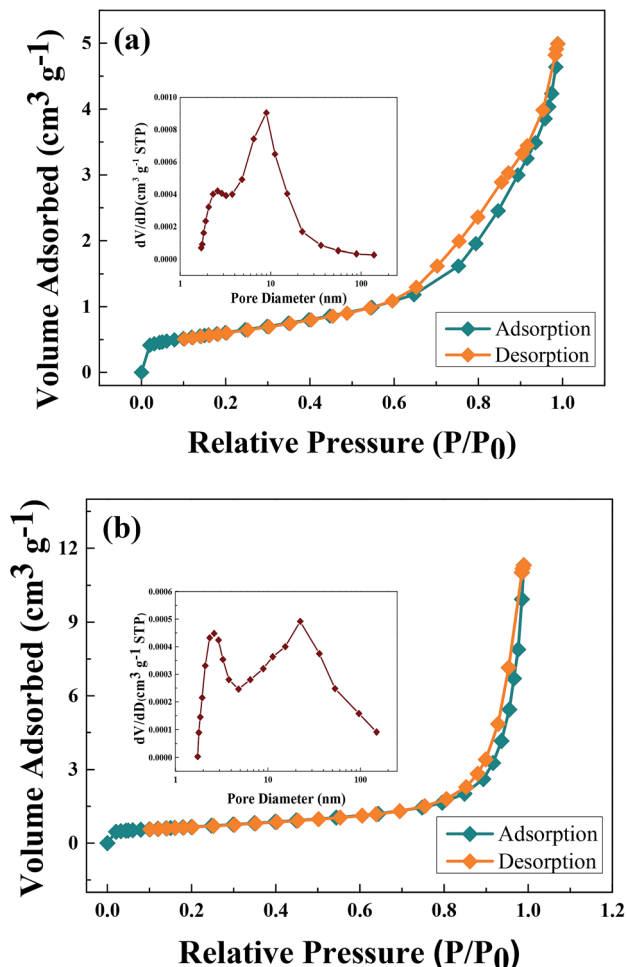 (a)
Volume Adsorbed (cm3 g-1)
5
4
3
2
1
0
0.0 0.2 0.4 0.6 0.8 1.0
Relative Pressure (P/P0)
dV/dD(cm3 g-1 STP)
0.0010
0.0008
0.0006
0.0004
0.0002
0.0000
1 10 100
Pore Diameter (nm)
Adsorption
Desorption
(b)
Volume Adsorbed (cm3 g-1)
12
9
6
3
0
0.0 0.2 0.4 0.6 0.8 1.0 1.2
Relative Pressure (P/P0)
dV/dD(cm3 g-1 STP)
0.0006
0.0005
0.0004
0.0003
0.0002
0.0001
0.0000
1 10 100
Pore Diameter (nm)
Adsorption
Desorption